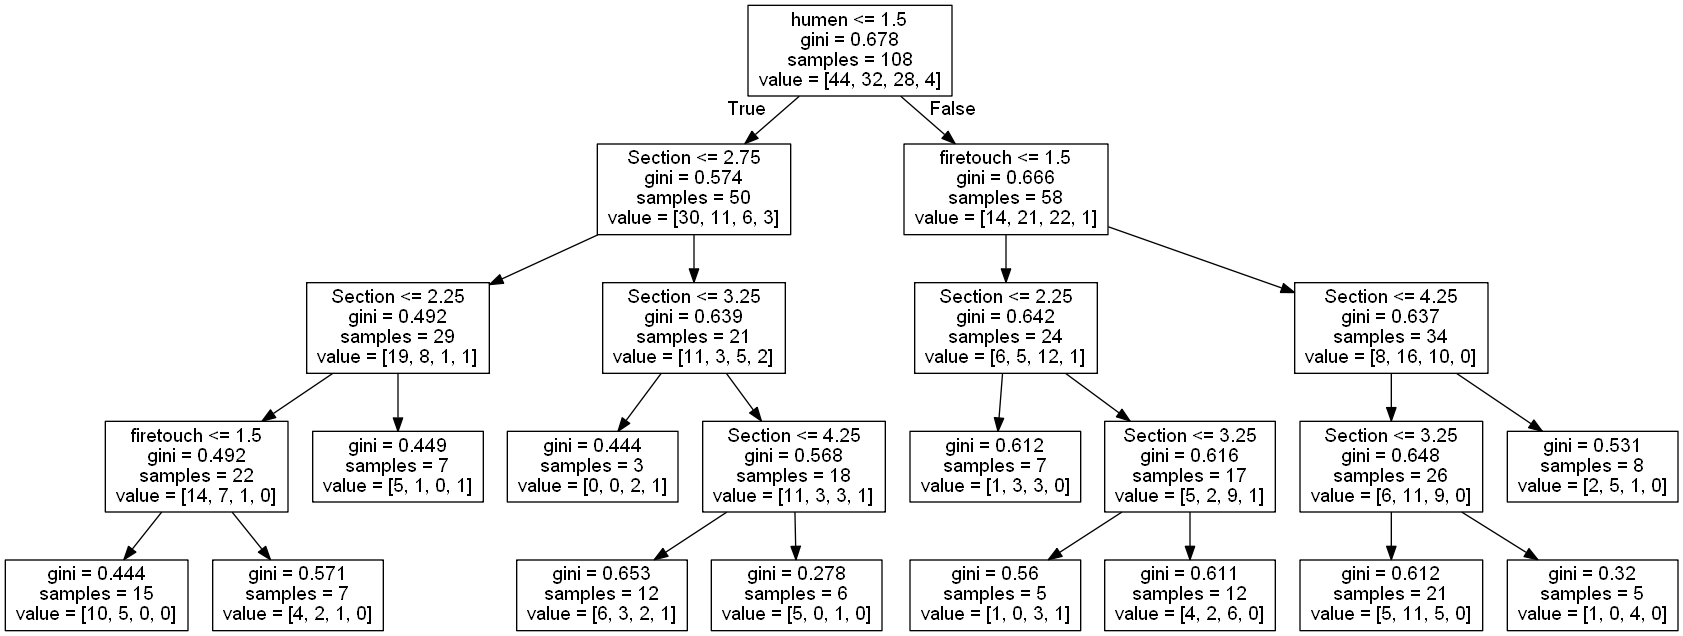 humen <= 1.5
gini = 0.678
samples = 108
value = [44, 32, 28, 4]
True
False
Section <= 2.75
gini = 0.574
samples = 50
value = [30, 11, 6, 3]
firetouch <= 1.5
gini = 0.666
samples = 58
value = [14, 21, 22, 1]
Section <= 2.25
gini = 0.492
samples = 29
value = [19, 8, 1, 1]
Section <= 3.25
gini = 0.639
samples = 21
value = [11, 3, 5, 2]
Section <= 2.25
gini = 0.642
samples = 24
value = [6, 5, 12, 1]
Section <= 4.25
gini = 0.637
samples = 34
value = [8, 16, 10, 0]
firetouch <= 1.5
gini = 0.492
samples = 22
value = [14, 7, 1, 0]
gini = 0.449
samples = 7
value = [5, 1, 0, 1]
gini = 0.444
samples = 3
value = [0, 0, 2, 1]
Section <= 4.25
gini = 0.568
samples = 18
value = [11, 3, 3, 1]
gini = 0.612
samples = 7
value = [1, 3, 3, 0]
Section <= 3.25
gini = 0.616
samples = 17
value = [5, 2, 9, 1]
Section <= 3.25
gini = 0.648
samples = 26
value = [6, 11, 9, 0]
gini = 0.531
samples = 8
value = [2, 5, 1, 0]
gini = 0.444
samples = 15
value = [10, 5, 0, 0]
gini = 0.571
samples = 7
value = [4, 2, 1, 0]
gini = 0.653
samples = 12
value = [6, 3, 2, 1]
gini = 0.278
samples = 6
value = [5, 0, 1, 0]
gini = 0.56
samples = 5
value = [1, 0, 3, 1]
gini = 0.611
samples = 12
value = [4, 2, 6, 0]
gini = 0.612
samples = 21
value = [5, 11, 5, 0]
gini = 0.32
samples = 5
value = [1, 0, 4, 0]